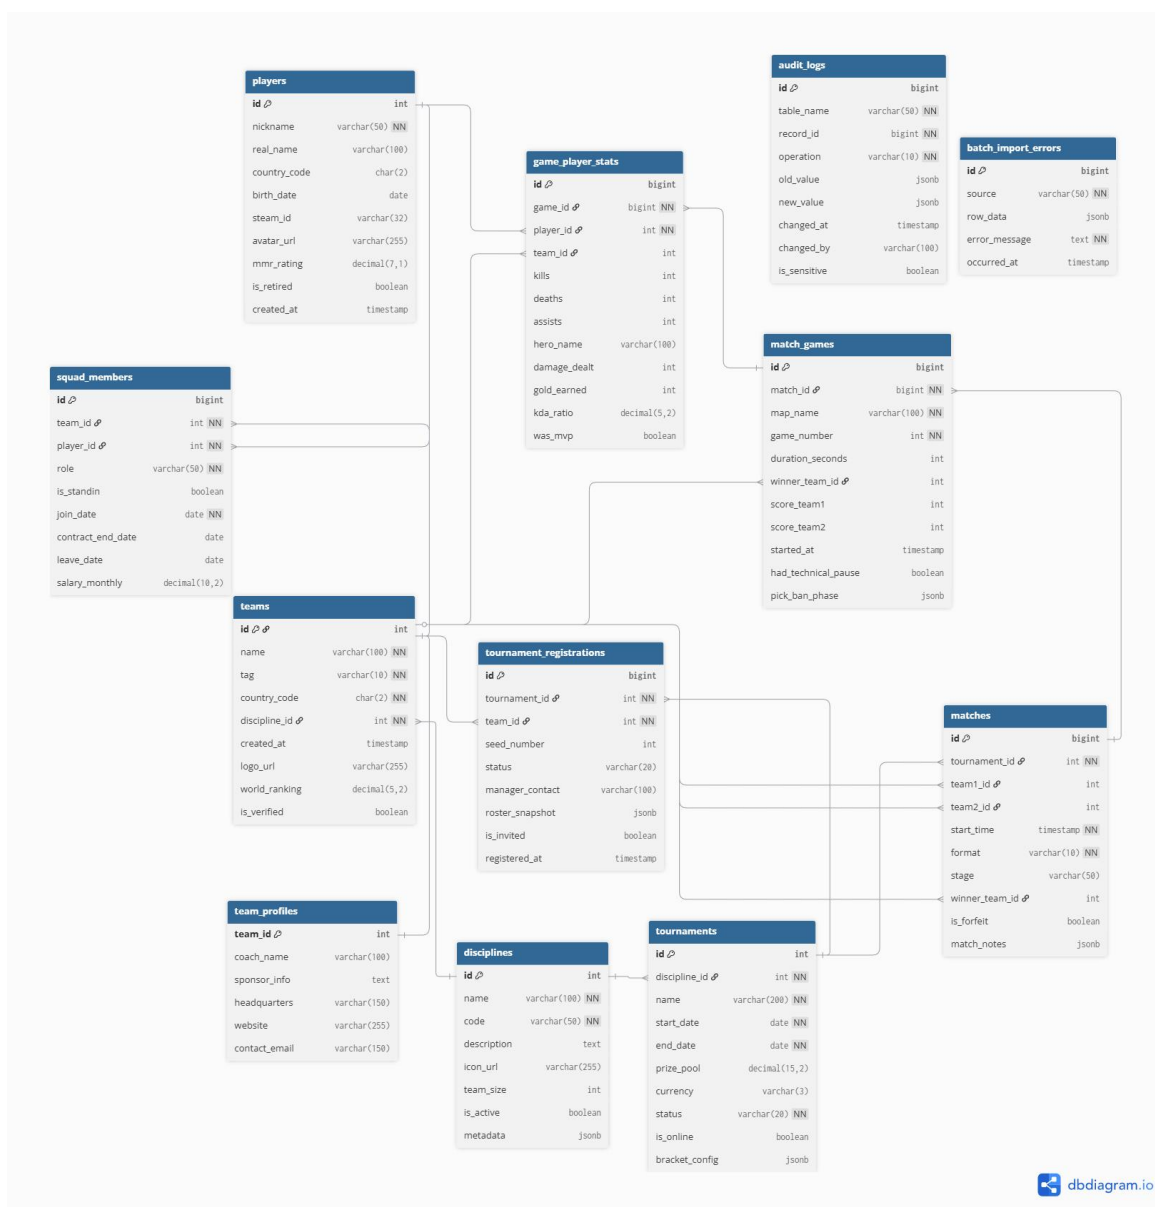 players
id int
nickname varchar(50) NN
real_name varchar(100)
country_code char(2)
birth_date date
steam_id varchar(32)
avatar_url varchar(255)
mmr_rating decimal(7,1)
is_retired boolean
created_at timestamp
audit_logs
id bigint
table_name varchar(50) NN
record_id bigint NN
operation varchar(10) NN
old_value jsonb
new_value jsonb
changed_at timestamp
changed_by varchar(100)
is_sensitive boolean
batch_import_errors
id bigint
source varchar(50) NN
row_data jsonb
error_message text NN
occurred_at timestamp
game_player_stats
id bigint
game_id bigint NN
player_id int NN
team_id int
kills int
deaths int
assists int
hero_name varchar(100)
damage_dealt int
gold_earned int
kda_ratio decimal(5,2)
was_mvp boolean
match_games
id bigint
match_id bigint NN
map_name varchar(100) NN
game_number int NN
duration_seconds int
winner_team_id int
score_team1 int
score_team2 int
started_at timestamp
had_technical_pause boolean
pick_ban_phase jsonb
squad_members
id bigint
team_id int NN
player_id int NN
role varchar(50) NN
is_standin boolean
join_date date NN
contract_end_date date
leave_date date
salary_monthly decimal(10,2)
teams
id int
name varchar(100) NN
tag varchar(10) NN
country_code char(2) NN
discipline_id int NN
created_at timestamp
logo_url varchar(255)
world_ranking decimal(5,2)
is_verified boolean
tournament_registrations
id bigint
tournament_id int NN
team_id int NN
seed_number int
status varchar(20)
manager_contact varchar(100)
roster_snapshot jsonb
is_invited boolean
registered_at timestamp
matches
id bigint
tournament_id int NN
team1_id int
team2_id int
start_time timestamp NN
format varchar(10) NN
stage varchar(50)
winner_team_id int
is_forfeit boolean
match_notes jsonb
team_profiles
team_id int
coach_name varchar(100)
sponsor_info text
headquarters varchar(150)
website varchar(255)
contact_email varchar(150)
disciplines
id int
name varchar(100) NN
code varchar(50) NN
description text
icon_url varchar(255)
team_size int
is_active boolean
metadata jsonb
tournaments
id int
discipline_id int NN
name varchar(200) NN
start_date date NN
end_date date NN
prize_pool decimal(15,2)
currency varchar(3)
status varchar(20) NN
is_online boolean
bracket_config jsonb
dbdiagram.io